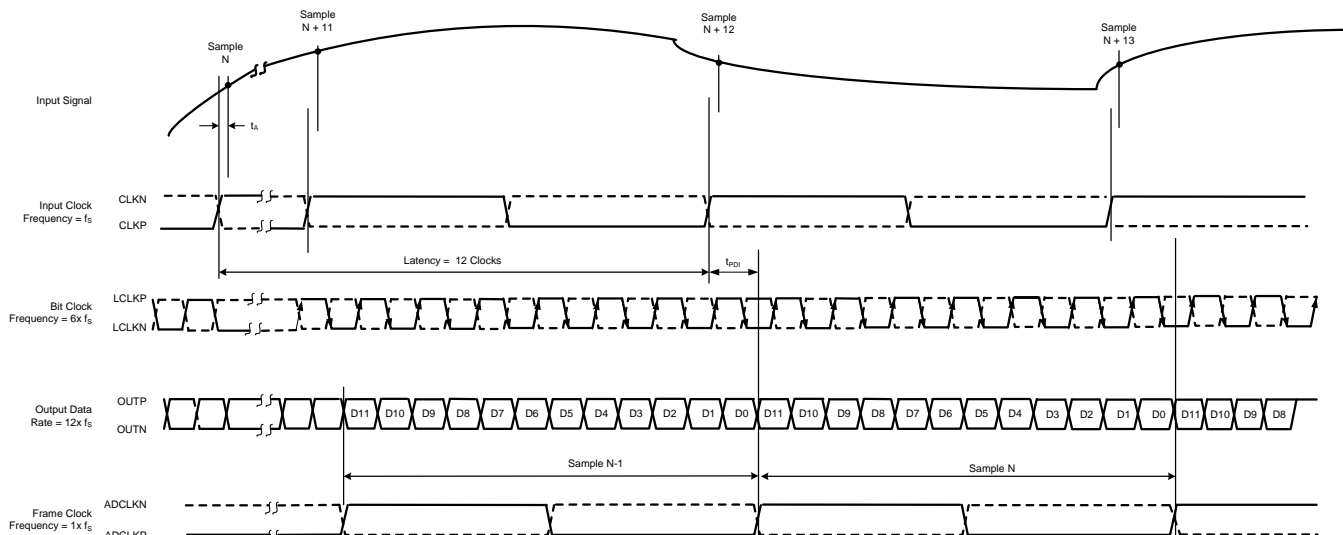 Sample
N
Sample
N + 11
Sample
N + 12
Sample
N + 13
Input Signal
tA
Input Clock
Frequency = fS
CLKN
CLKP
Latency = 12 Clocks
tPDI
Bit Clock
Frequency = 6x fS
LCLKP
LCLKN
Output Data
Rate = 12x fS
OUTP
OUTN
D11 D10 D9 D8 D7 D6 D5 D4 D3 D2 D1 D0 D11 D10 D9 D8 D7 D6 D5 D4 D3 D2 D1 D0 D11 D10 D9 D8
Sample N-1
Sample N
Frame Clock
Frequency = 1x fS
ADCLKN
ADCLKP